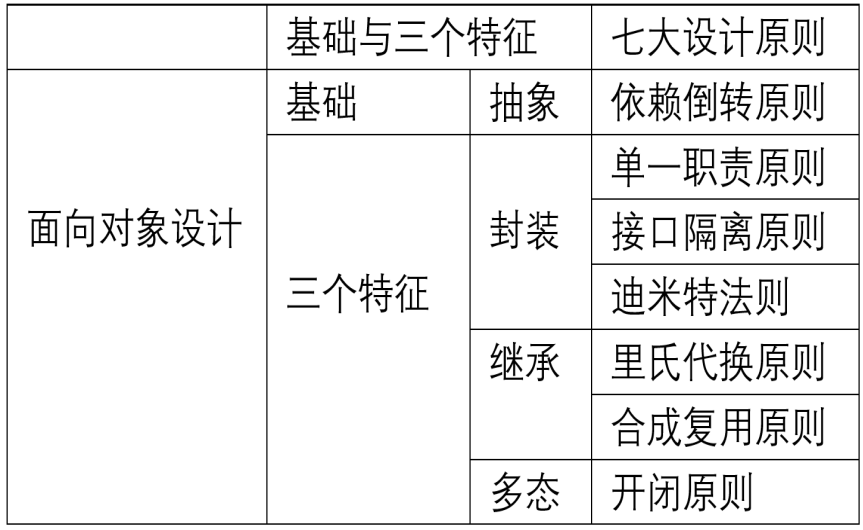 基础与三个特征 七大设计原则
基础 抽象 依赖倒转原则
单一职责原则
面向对象设计 封装 接口隔离原则
三个特征 迪米特法则
继承 里氏代换原则
合成复用原则
多态 开闭原则